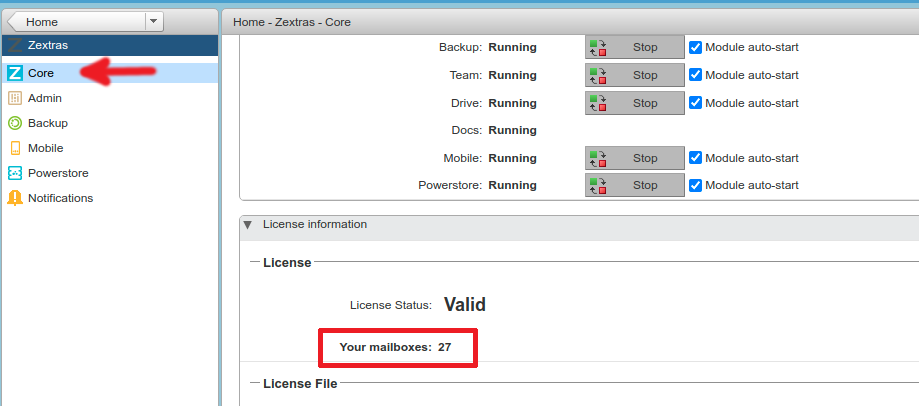 Home
Zextras
Core
Admin
Backup
Mobile
Powerstore
Notifications
Home - Zextras - Core
Backup: Running Stop Module auto-start
Team: Running Stop Module auto-start
Drive: Running Stop Module auto-start
Docs: Running
Mobile: Running Stop Module auto-start
Powerstore: Running Stop Module auto-start
License information
License
License Status: Valid
Your mailboxes: 27
License File